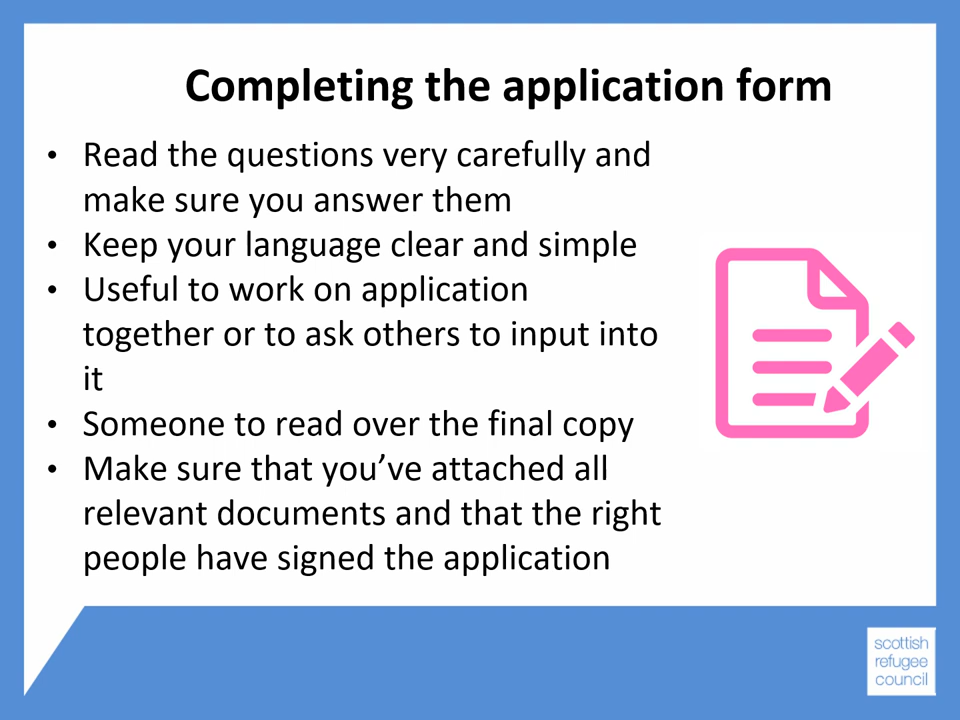 Completing the application form
• Read the questions very carefully and
make sure you answer them
• Keep your language clear and simple
• Useful to work on application
together or to ask others to input into
it
• Someone to read over the final copy
• Make sure that you’ve attached all
relevant documents and that the right
people have signed the application
scottish
refugee
council